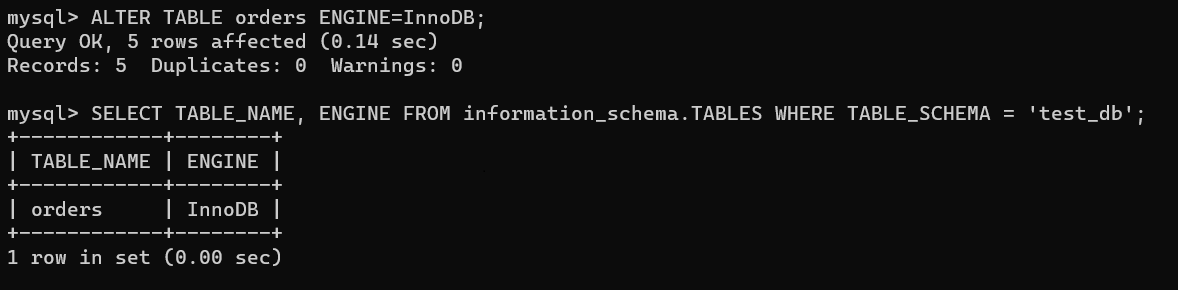 mysql> ALTER TABLE orders ENGINE=InnoDB;
Query OK, 5 rows affected (0.14 sec)
Records: 5  Duplicates: 0  Warnings: 0
mysql> SELECT TABLE_NAME, ENGINE FROM information_schema.TABLES WHERE TABLE_SCHEMA = 'test_db';
+------------+--------+
| TABLE_NAME | ENGINE |
+------------+--------+
| orders     | InnoDB |
+------------+--------+
1 row in set (0.00 sec)